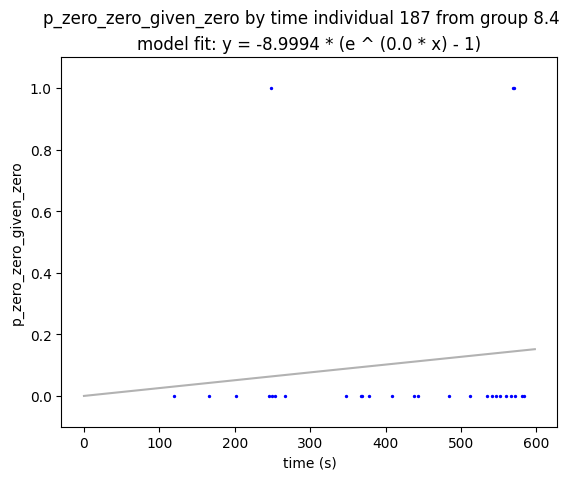 p_zero_zero_given_zero by time individual 187 from group 8.4
model fit: y = -8.9994 * (e ^ (0.0 * x) - 1)
1.0
0.8
0.6
0.4
0.2
0.0
p_zero_zero_given_zero
0 100 200 300 400 500 600
time (s)